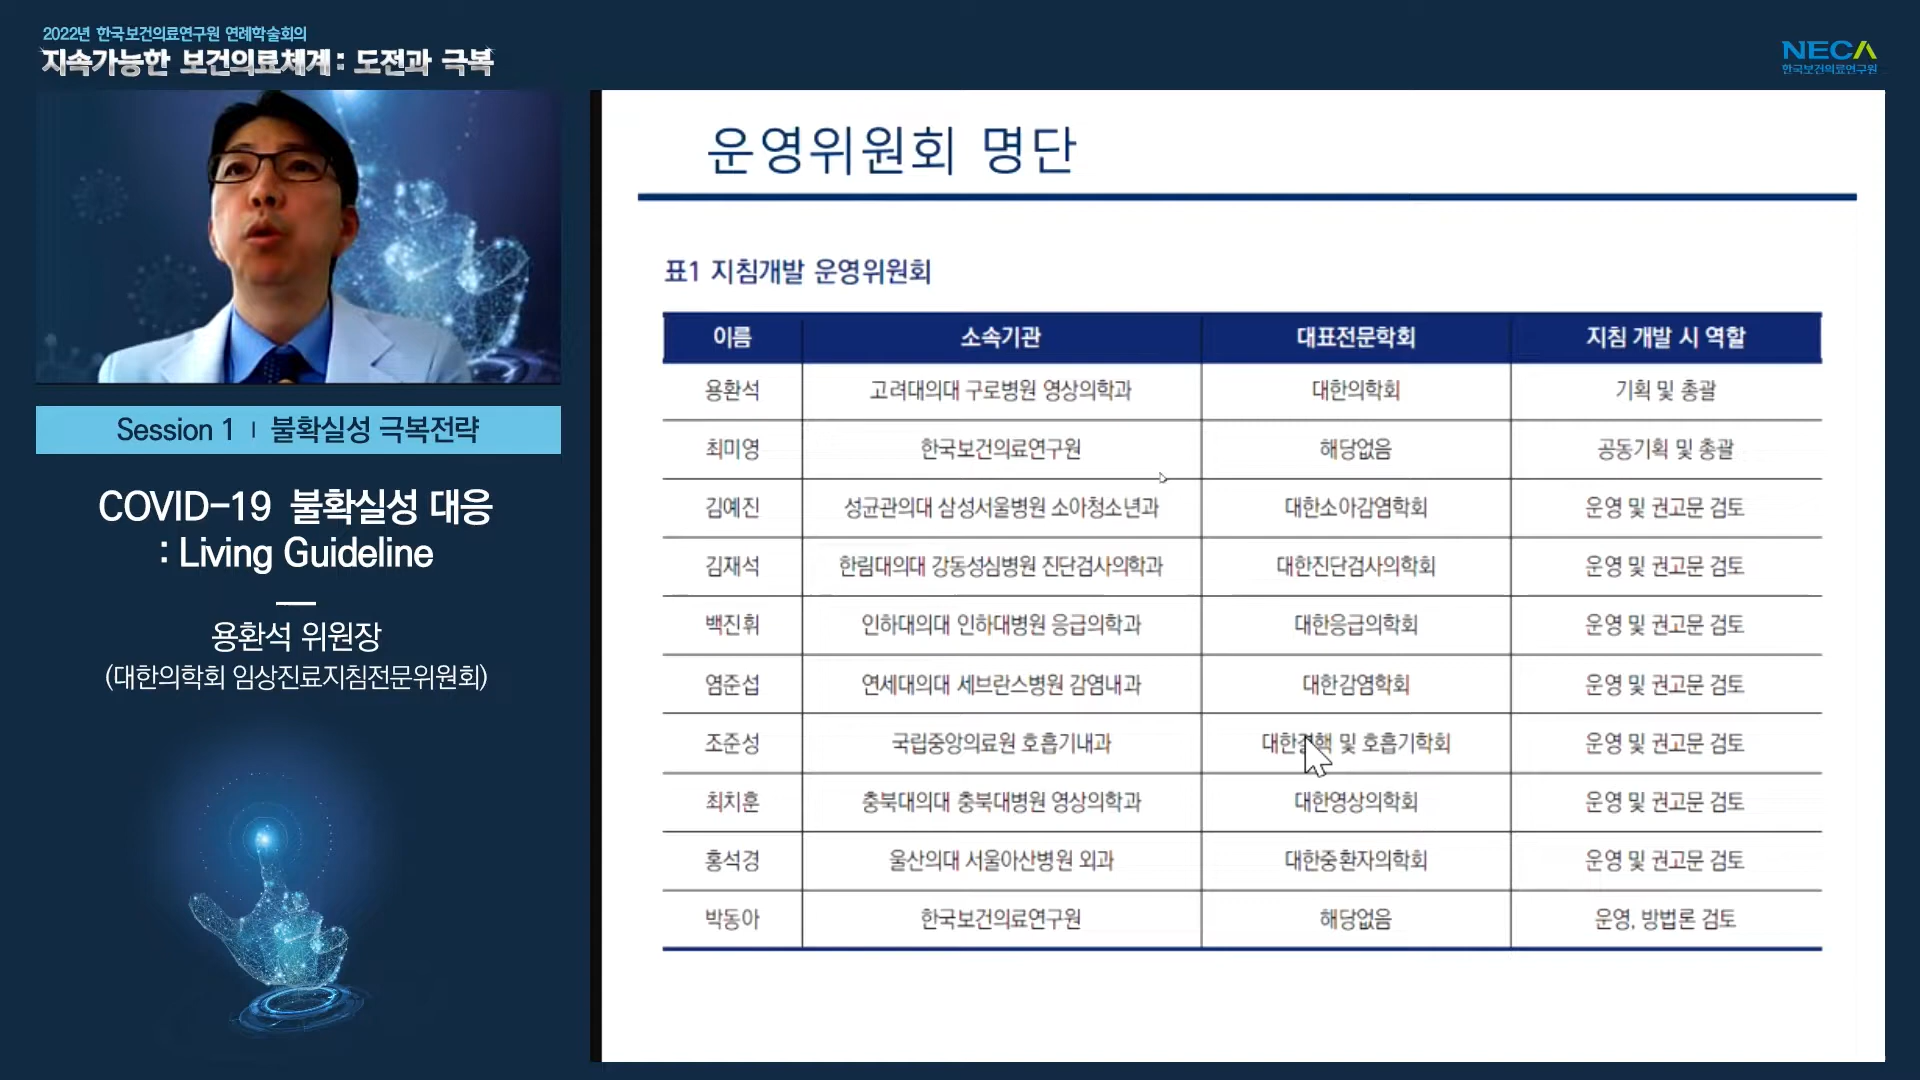 2022년 한국보건의료연구원 연례학술회의
지속가능한 보건의료체계 : 도전과 극복
NECA
한국보건의료연구원
Session 1 | 불확실성 극복전략
COVID-19 불확실성 대응
: Living Guideline
용환석 위원장
(대한의학회 임상진료지침전문위원회)
운영위원회 명단
표1 지침개발 운영위원회
이름 소속기관 대표전문학회 지침 개발 시 역할
용환석 고려대의대 구로병원 영상의학과 대한의학회 기획 및 총괄
최미영 한국보건의료연구원 해당없음 공동기획 및 총괄
김예진 성균관의대 삼성서울병원 소아청소년과 대한소아감염학회 운영 및 권고문 검토
김재석 한림대의대 강동성심병원 진단검사의학과 대한진단검사의학회 운영 및 권고문 검토
백진휘 인하대의대 인하대병원 응급의학과 대한응급의학회 운영 및 권고문 검토
염준섭 연세대의대 세브란스병원 감염내과 대한감염학회 운영 및 권고문 검토
조준성 국립중앙의료원 호흡기내과 대한결핵 및 호흡기학회 운영 및 권고문 검토
최치훈 충북대의대 충북대병원 영상의학과 대한영상의학회 운영 및 권고문 검토
홍석경 울산의대 서울아산병원 외과 대한중환자의학회 운영 및 권고문 검토
박동아 한국보건의료연구원 해당없음 운영, 방법론 검토